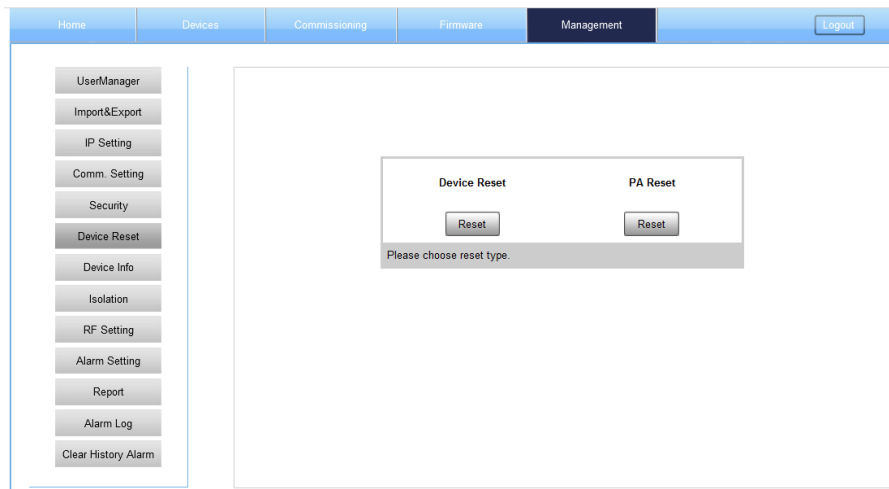 Home Devices Commissioning Firmware Management Logout
UserManager
Import&Export
IP Setting
Comm. Setting
Security
Device Reset
Device Info
Isolation
RF Setting
Alarm Setting
Report
Alarm Log
Clear History Alarm
Device Reset PA Reset
Reset Reset
Please choose reset type.